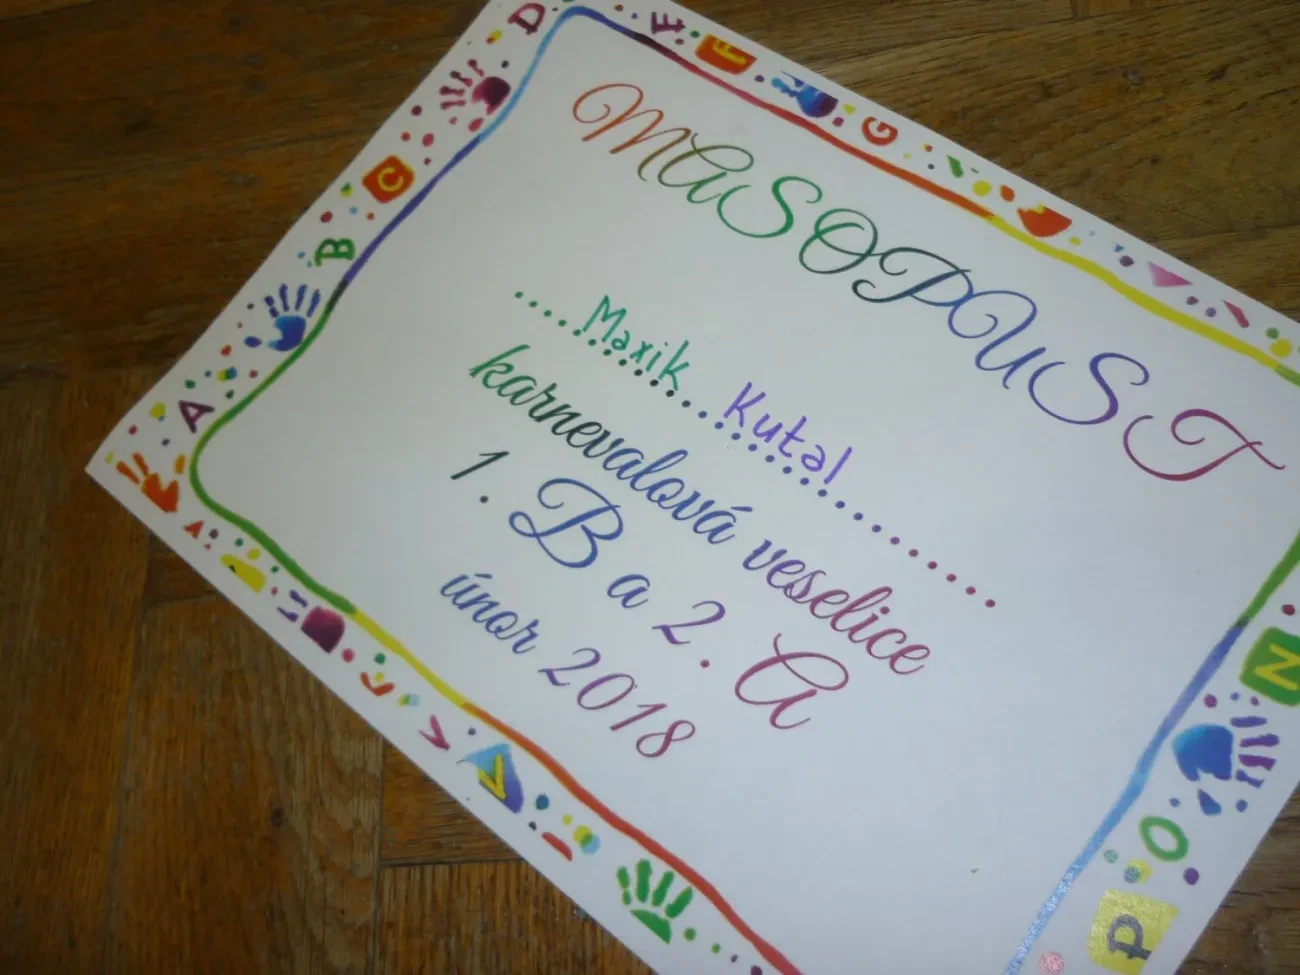 MASOPUST
Maxik Kutal
karnevalová veselice
1. B a 2. A
únor 2018
A
B
C
D
E
F
G
N
O
P
V
Y